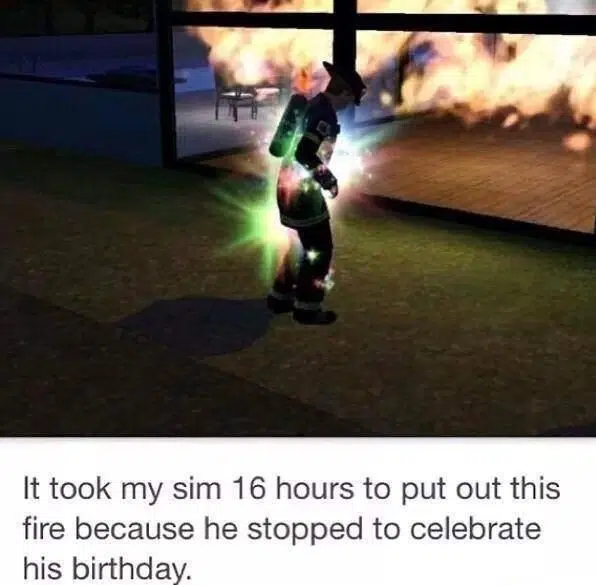 It took my sim 16 hours to put out this
fire because he stopped to celebrate
his birthday.